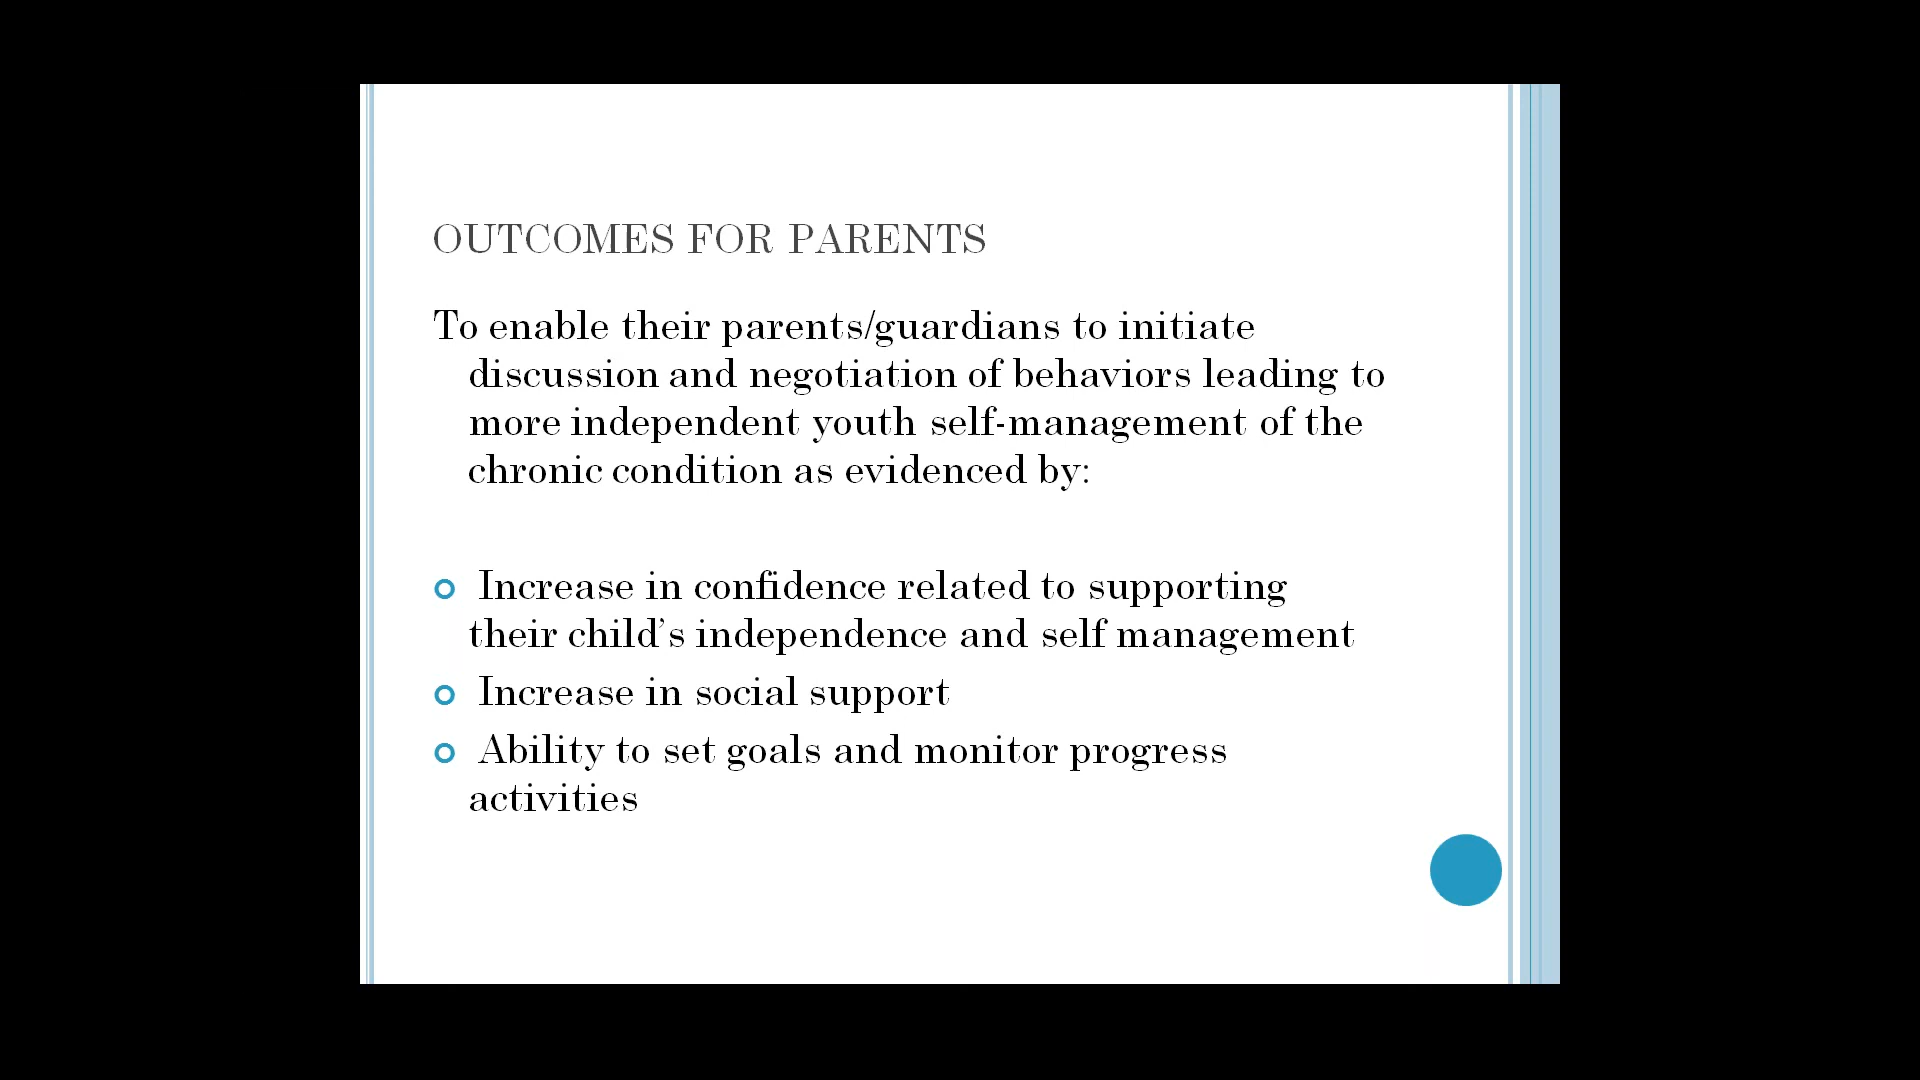 OUTCOMES FOR PARENTS
To enable their parents/guardians to initiate
discussion and negotiation of behaviors leading to
more independent youth self-management of the
chronic condition as evidenced by:
Increase in confidence related to supporting
their child’s independence and self management
Increase in social support
Ability to set goals and monitor progress
activities